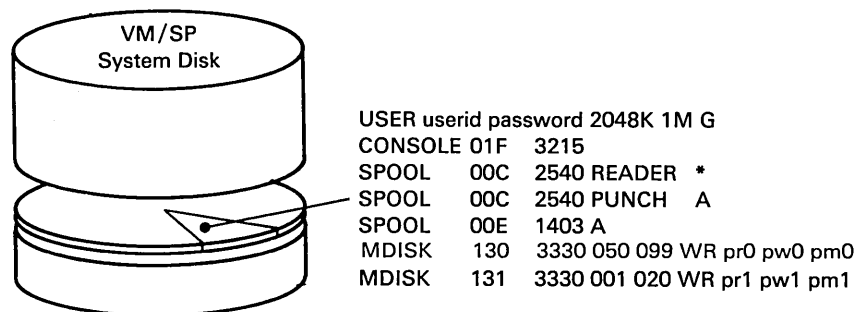 VM/SP
System Disk
USER userid password 2048K 1M G
CONSOLE 01F 3215
SPOOL 00C 2540 READER *
SPOOL 00C 2540 PUNCH A
SPOOL 00E 1403 A
MDISK 130 3330 050 099 WR pr0 pw0 pm0
MDISK 131 3330 001 020 WR pr1 pw1 pm1